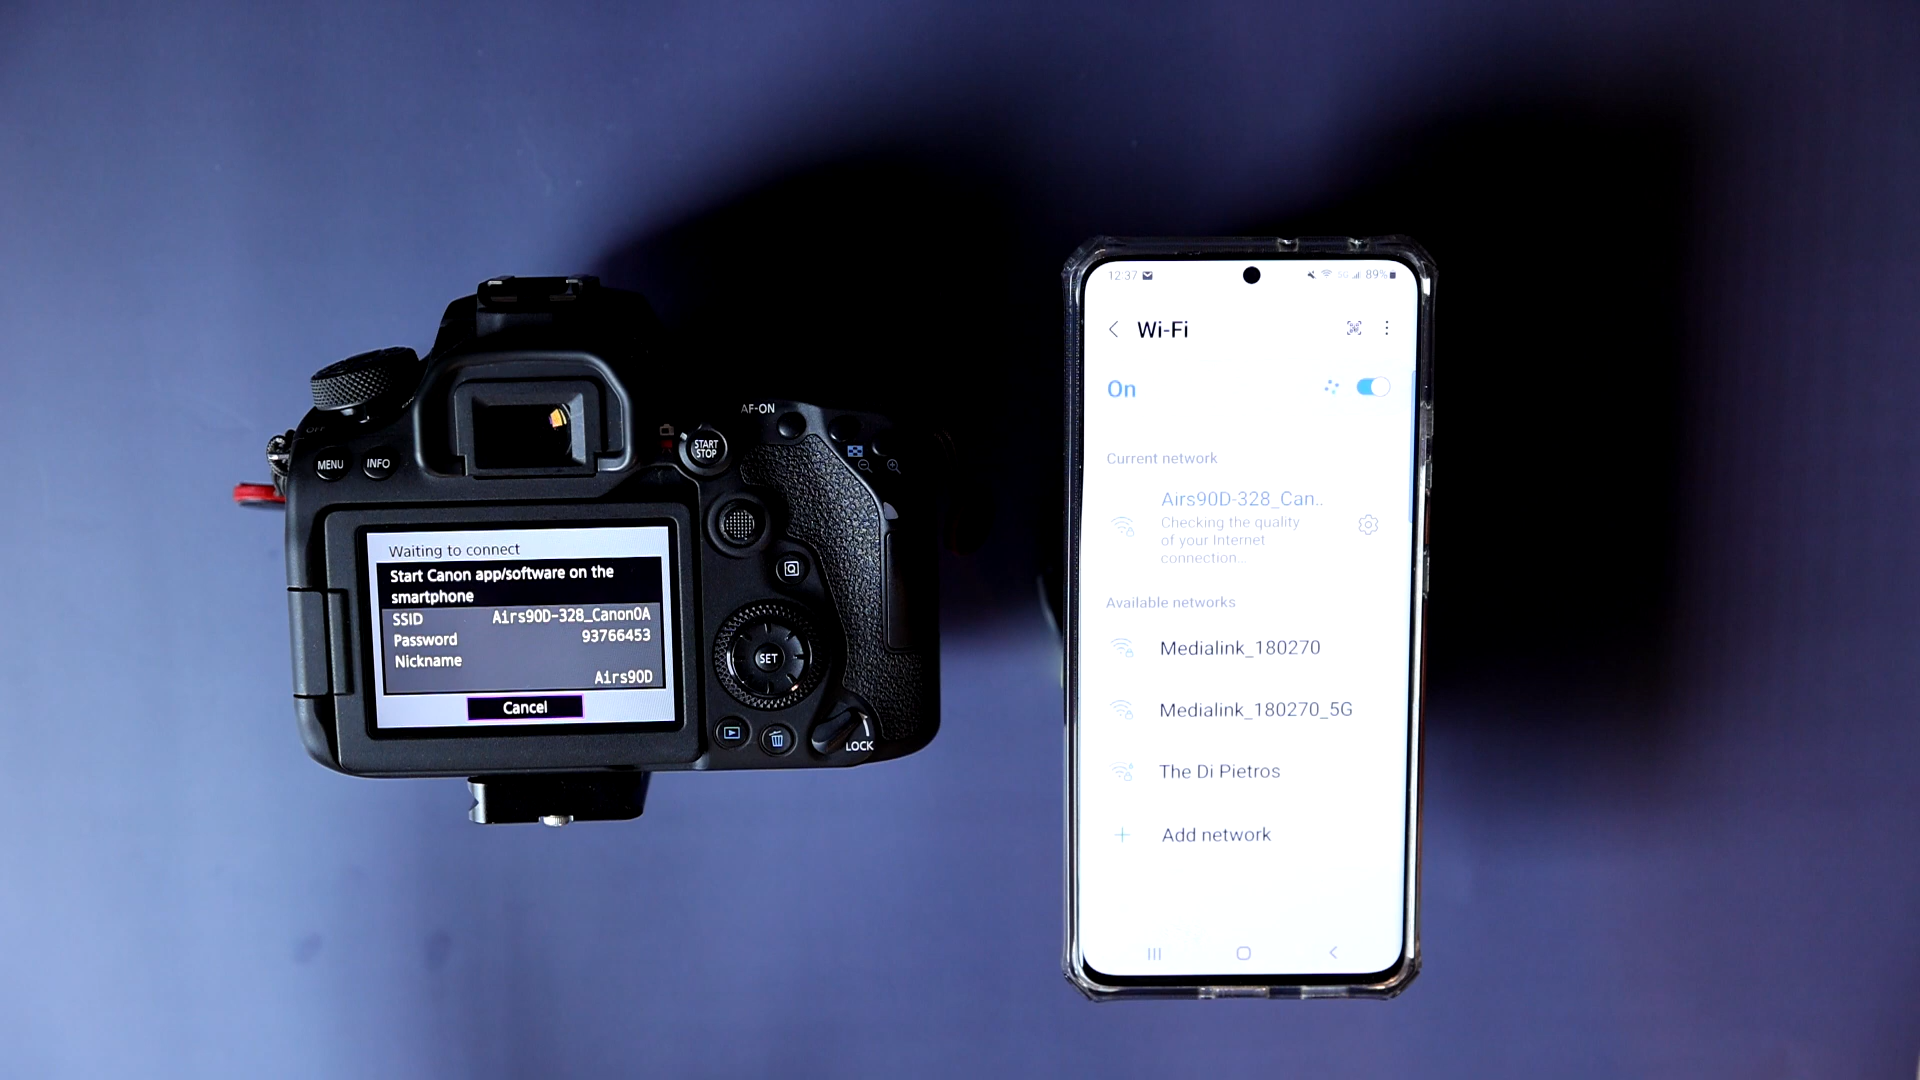 AF-ON
START
STOP
MENU
INFO
Q
SET
LOCK
Waiting to connect
Start Canon app/software on the
smartphone
SSID Airs90D-328_Canon0A
Password 93766453
Nickname
Airs90D
Cancel
12:37 5G 89%
Wi-Fi
On
Current network
Airs90D-328_Can..
Checking the quality
of your Internet
connection...
Available networks
Medialink_180270
Medialink_180270_5G
The Di Pietros
Add network